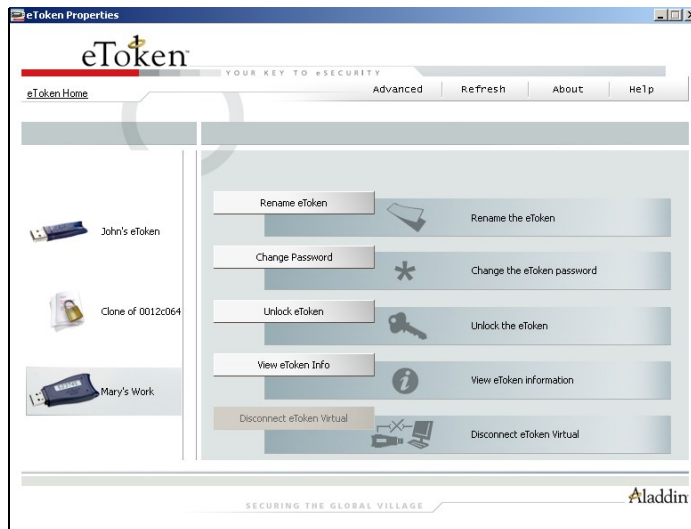 eToken Properties
eToken
YOUR KEY TO eSECURITY
eToken Home
Advanced Refresh About Help
Rename eToken
Rename the eToken
John's eToken
Change Password
Change the eToken password
Clone of 0012c064
Unlock eToken
Unlock the eToken
View eToken Info
View eToken information
Mary's Work
Disconnect eToken Virtual
Disconnect eToken Virtual
SECURING THE GLOBAL VILLAGE
Aladdin